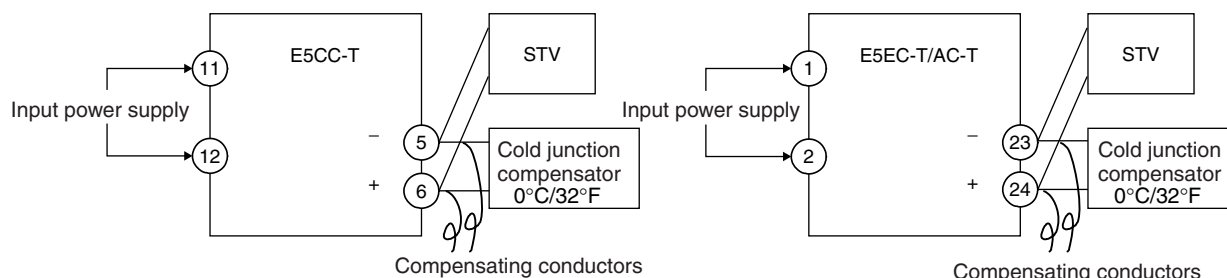 E5CC-T
STV
11
Input power supply
12
−
5
+
6
Cold junction
compensator
0°C/32°F
Compensating conductors
E5EC-T/AC-T
STV
1
Input power supply
2
−
23
+
24
Cold junction
compensator
0°C/32°F
Compensating conductors